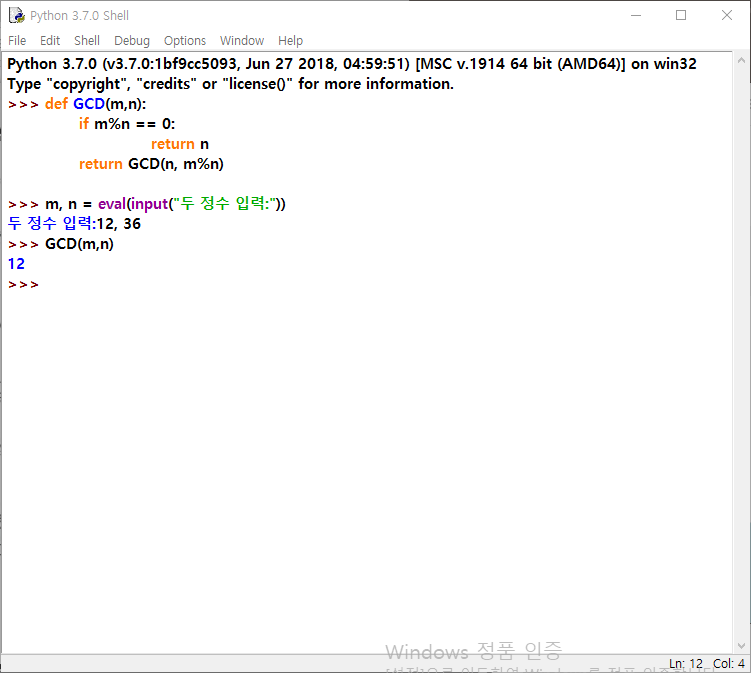 Python 3.7.0 Shell
File Edit Shell Debug Options Window Help
Python 3.7.0 (v3.7.0:1bf9cc5093, Jun 27 2018, 04:59:51) [MSC v.1914 64 bit (AMD64)] on win32
Type "copyright", "credits" or "license()" for more information.
>>> def GCD(m,n):
        if m%n == 0:
                return n
        return GCD(n, m%n)
>>> m, n = eval(input("두 정수 입력:"))
두 정수 입력:12, 36
>>> GCD(m,n)
12
>>>
Windows 정품 인증
Ln: 12 Col: 4